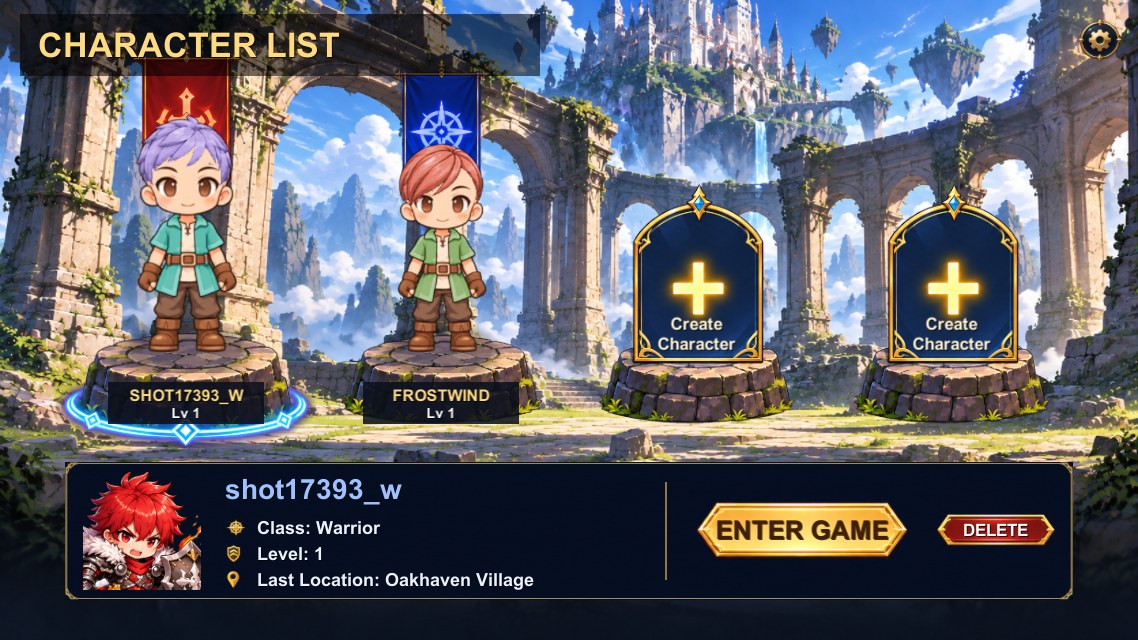 CHARACTER LIST
SHOT17393_W
Lv 1
FROSTWIND
Lv 1
Create
Character
Create
Character
shot17393_w
Class: Warrior
Level: 1
Last Location: Oakhaven Village
ENTER GAME
DELETE